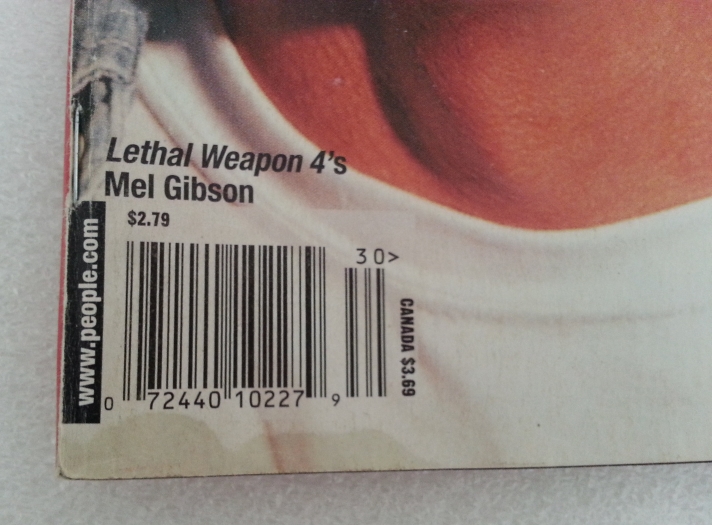 Lethal Weapon 4's
Mel Gibson
$2.79
www.people.com
30>
CANADA $3.69
0 72440 10227 9